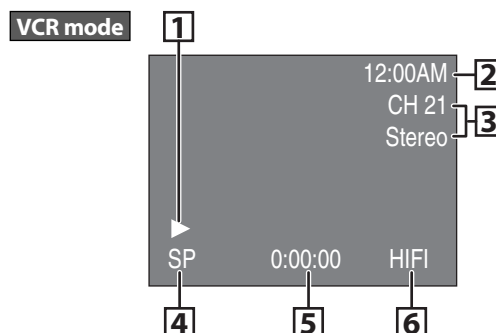 VCR mode
1
12:00AM
2
CH 21
3
Stereo
SP 0:00:00 HIFI
4 5 6